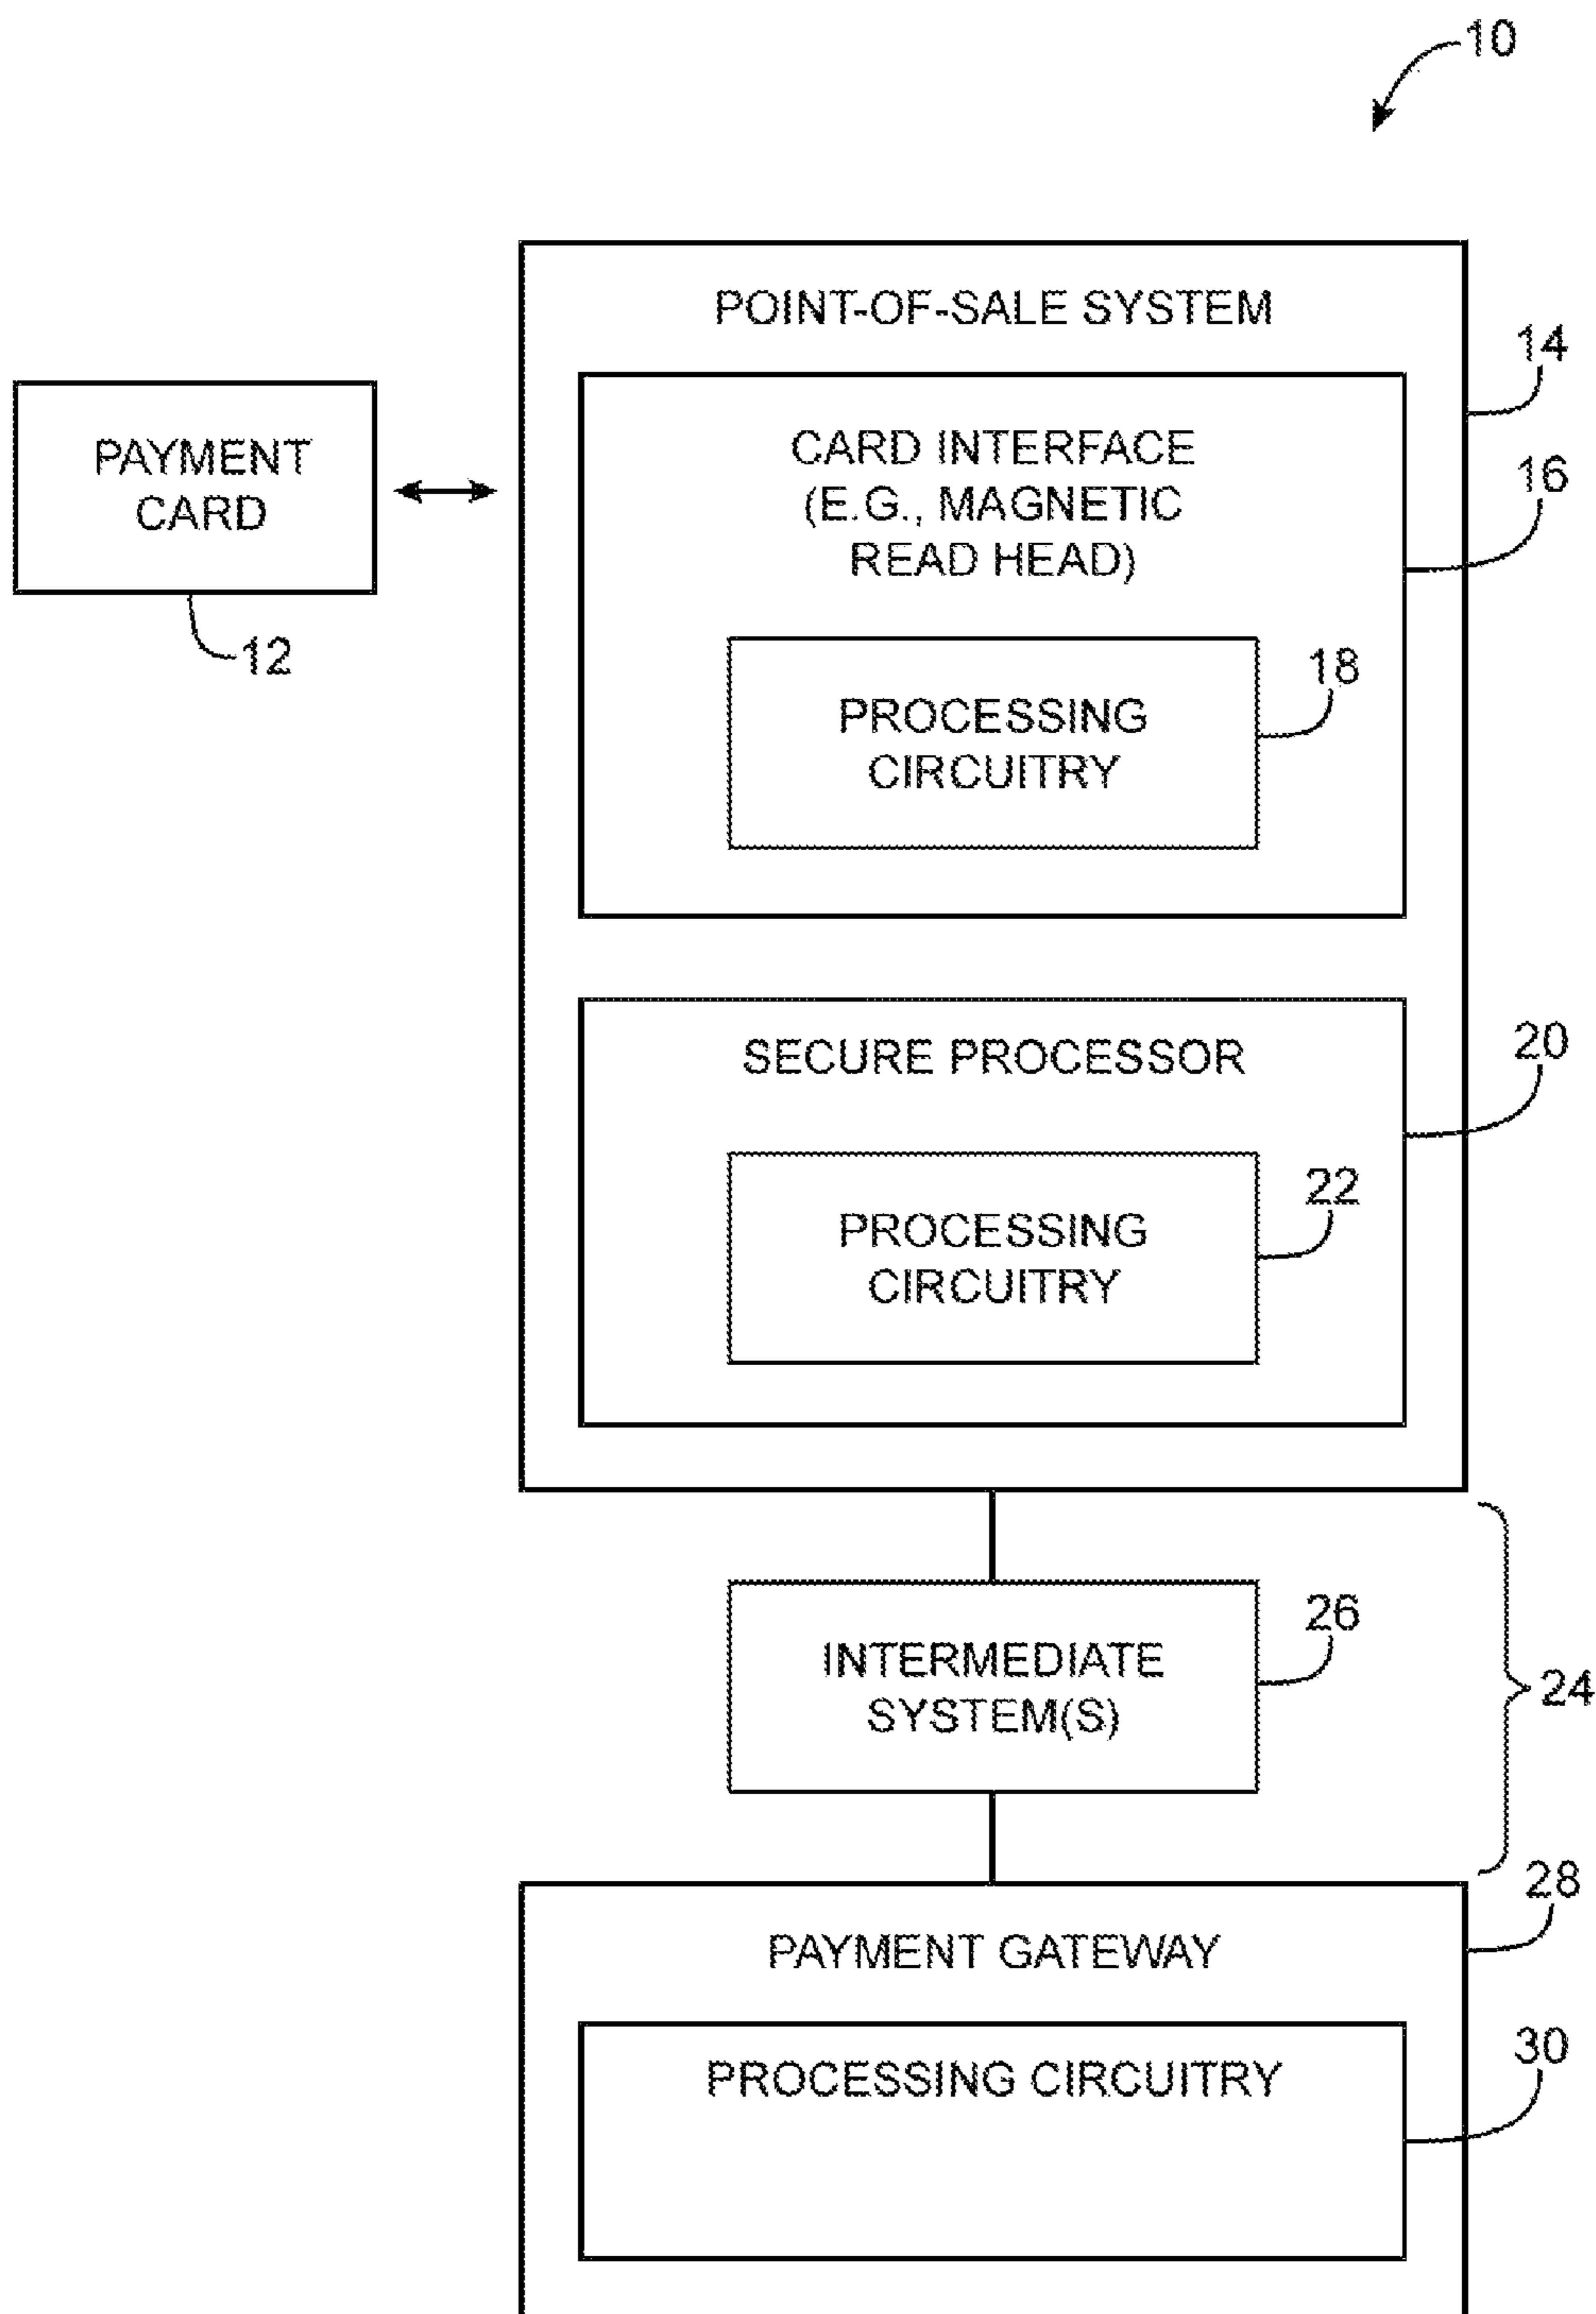 10
POINT-OF-SALE SYSTEM
14
PAYMENT
CARD
12
CARD INTERFACE
(E.G., MAGNETIC
READ HEAD)
16
PROCESSING
CIRCUITRY
18
SECURE PROCESSOR
20
PROCESSING
CIRCUITRY
22
INTERMEDIATE
SYSTEM(S)
26
24
PAYMENT GATEWAY
28
PROCESSING CIRCUITRY
30